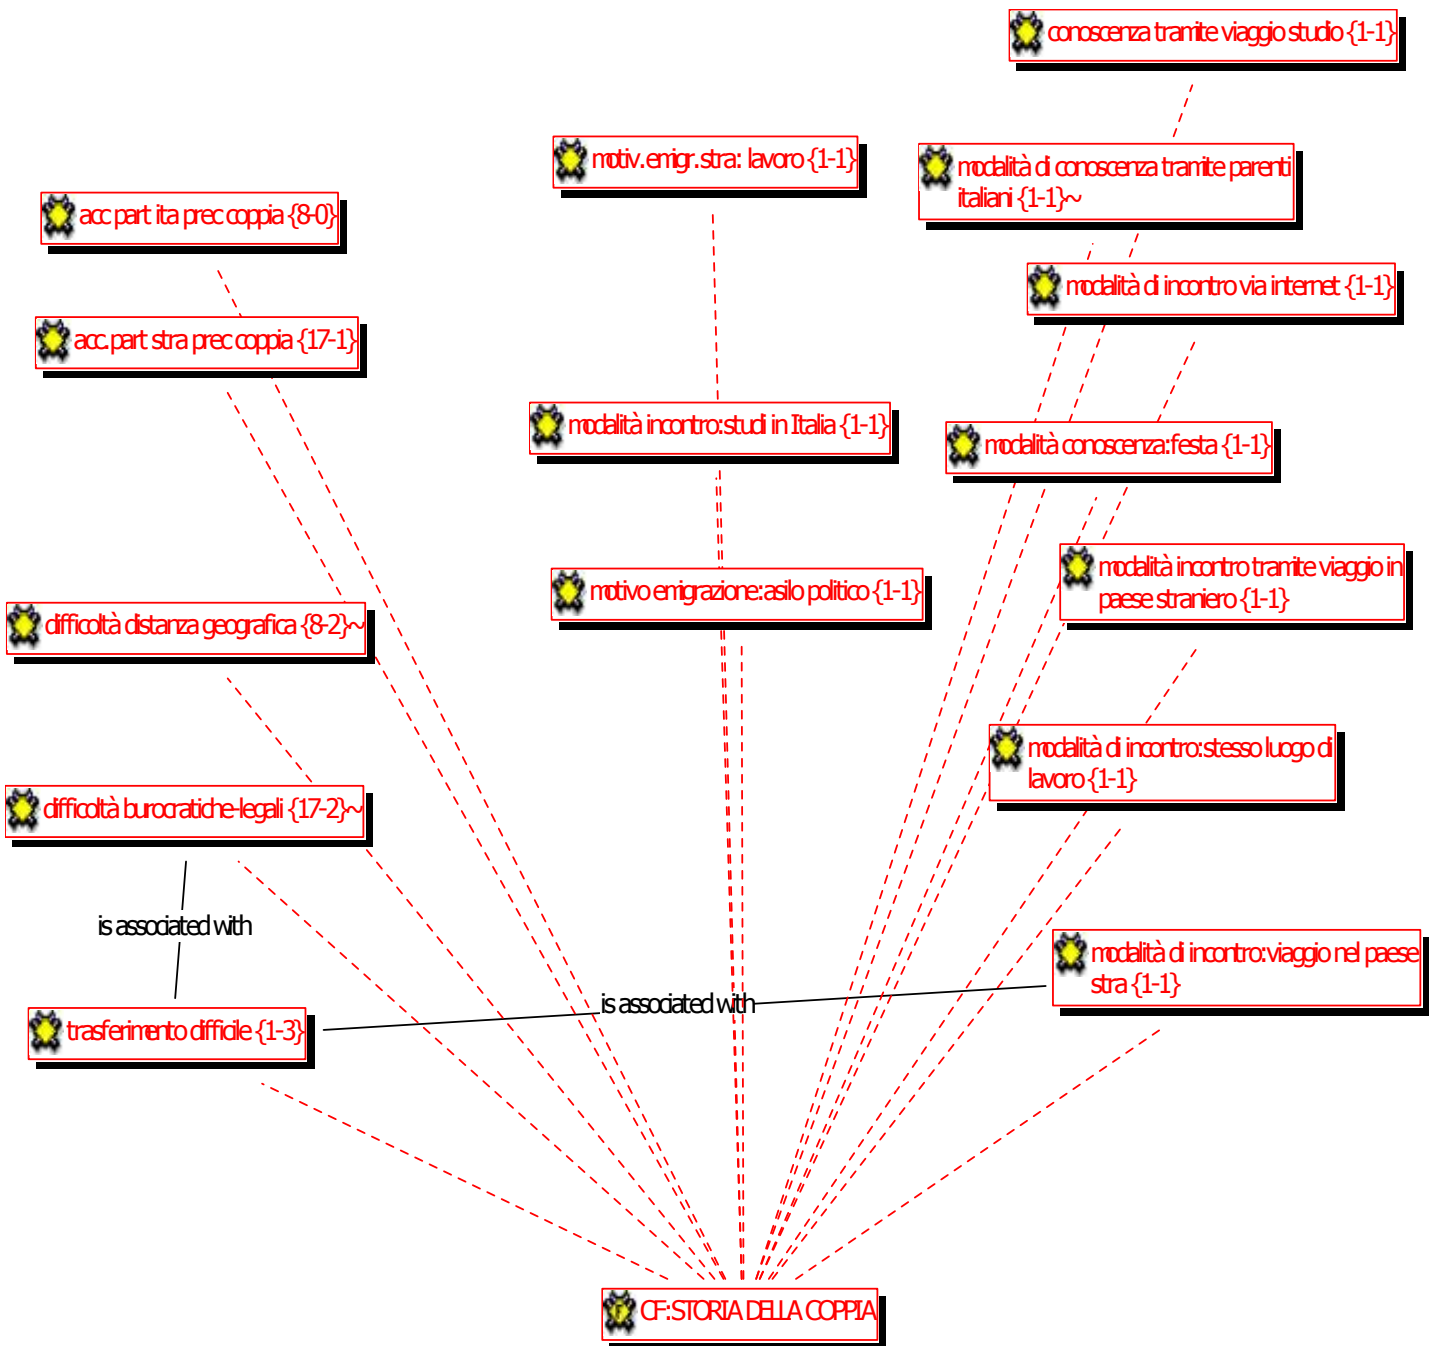 conoscenza tramite viaggio studio {1-1}
motiv.emigr.stra: lavoro {1-1}
modalità di conoscenza tramite parenti
italiani {1-1}~
acc part ita prec coppia {8-0}
modalità di incontro via internet {1-1}
acc.part stra prec coppia {17-1}
modalità incontro:studi in Italia {1-1}
modalità conoscenza:festa {1-1}
modalità incontro tramite viaggio in
paese straniero {1-1}
motivo emigrazione:asilo politico {1-1}
difficoltà distanza geografica {8-2}~
modalità di incontro:stesso luogo di
lavoro {1-1}
difficoltà burocratiche-legali {17-2}~
is associated with
modalità di incontro:viaggio nel paese
stra {1-1}
is associated with
trasferimento difficile {1-3}
CF:STORIA DELLA COPPIA